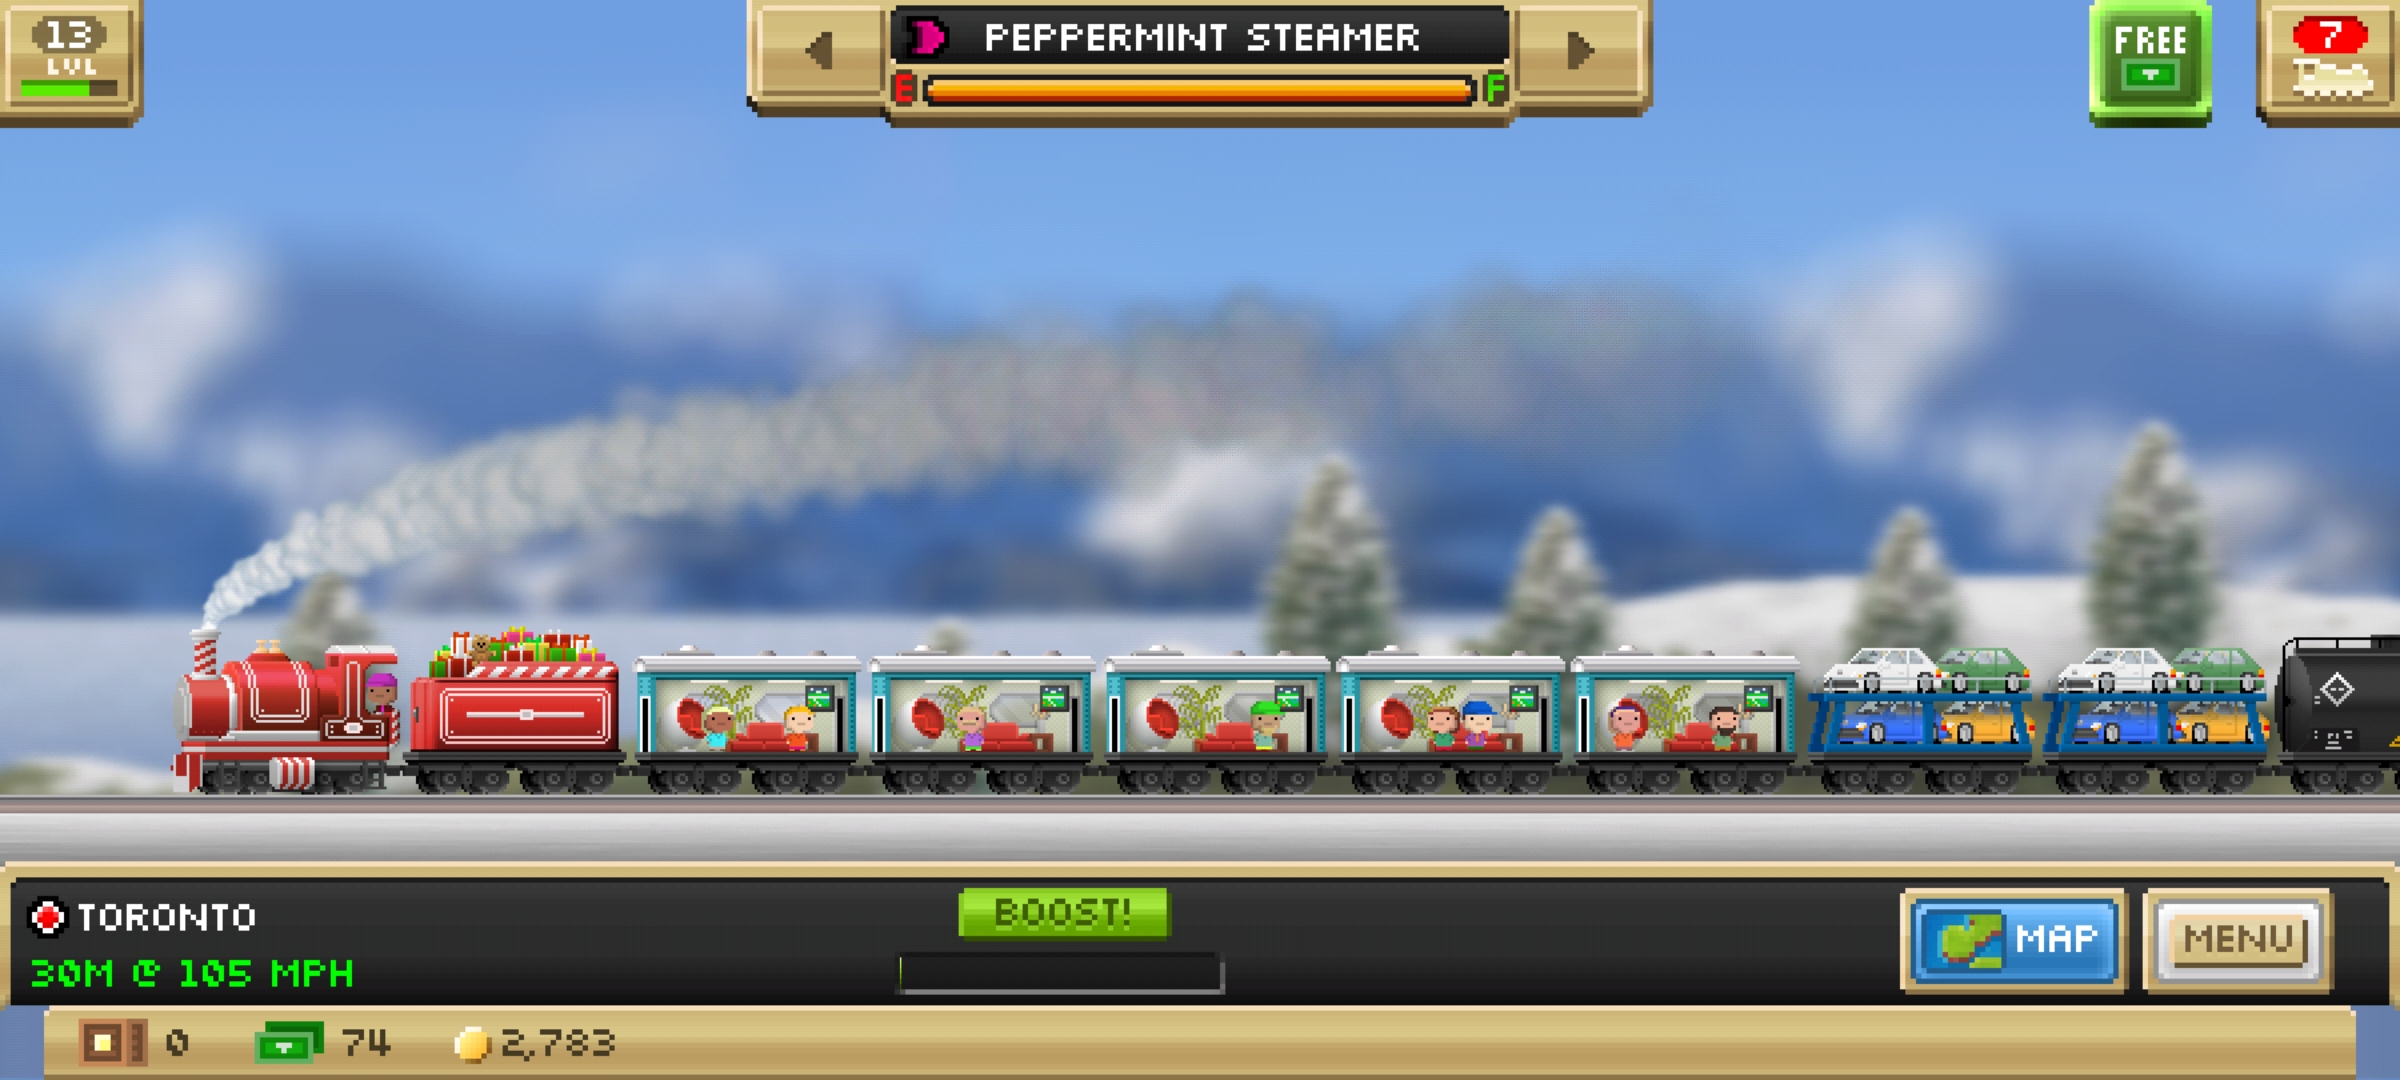 13
LVL
PEPPERMINT STEAMER
E
F
FREE
7
TORONTO
30M @ 105 MPH
BOOST!
MAP
MENU
0
74
2,783